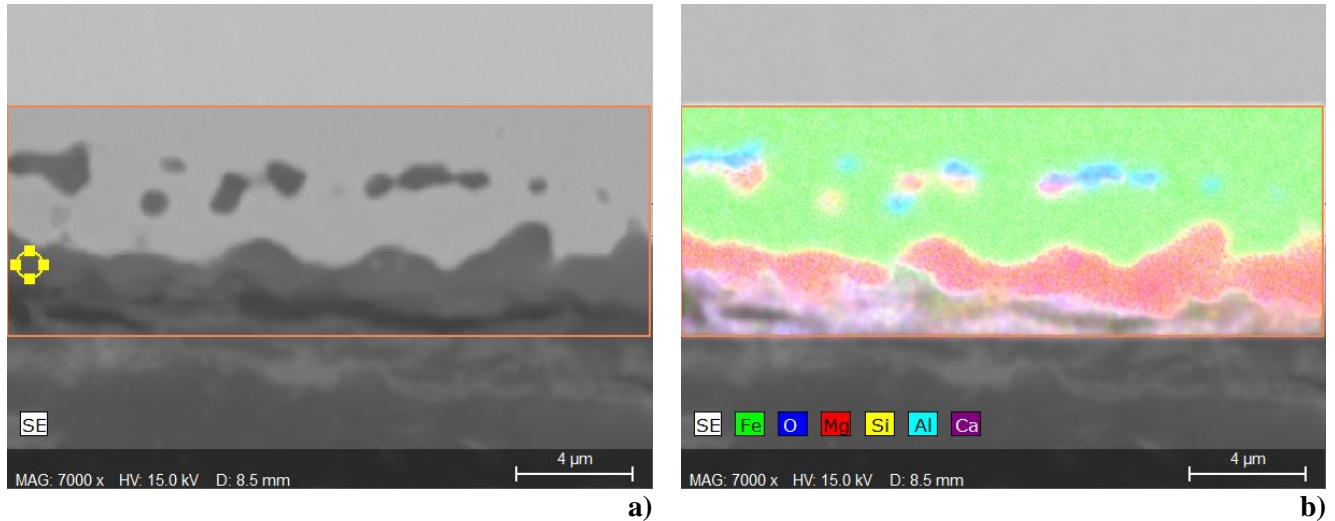 SE
4 µm
MAG: 7000 x HV: 15.0 kV D: 8.5 mm
a)
SE Fe O Mg Si Al Ca
4 µm
MAG: 7000 x HV: 15.0 kV D: 8.5 mm
b)